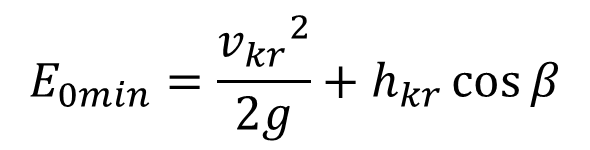 E₀ₘᵢₙ = vₖᵣ²/2g + hₖᵣ cos β